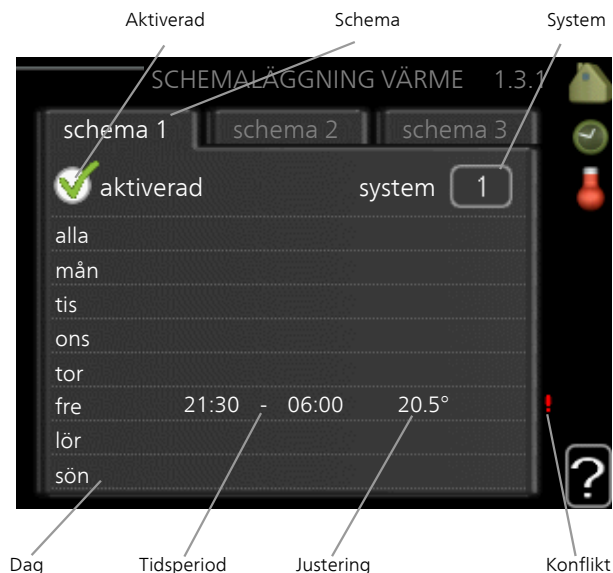 Aktiverad Schema System
SCHEMALÄGGNING VÄRME 1.3.1
schema 1 schema 2 schema 3
aktiverad system 1
alla
mån
tis
ons
tor
fre 21:30 - 06:00 20.5° !
lör
sön
?
Dag Tidsperiod Justering Konflikt